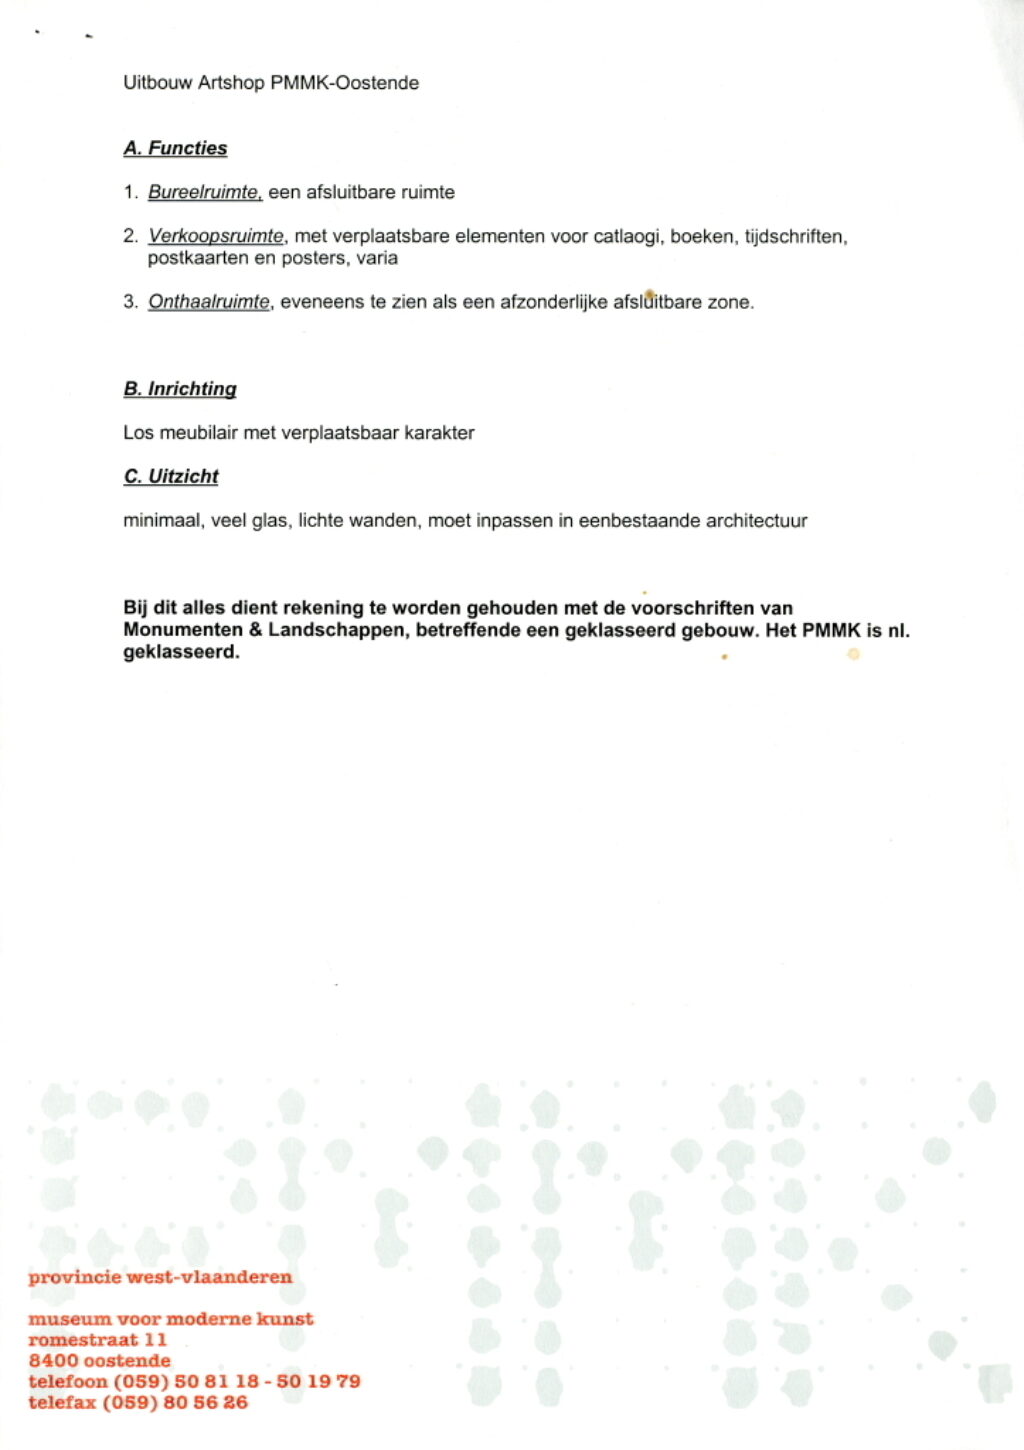 Uitbouw Artshop PMMK-Oostende
A. Functies
1. Bureelruimte, een afsluitbare ruimte
2. Verkoopsruimte, met verplaatsbare elementen voor catlaogi, boeken, tijdschriften,
postkaarten en posters, varia
3. Onthaalruimte, eveneens te zien als een afzonderlijke afsluitbare zone.
B. Inrichting
Los meubilair met verplaatsbaar karakter
C. Uitzicht
minimaal, veel glas, lichte wanden, moet inpassen in eenbestaande architectuur
Bij dit alles dient rekening te worden gehouden met de voorschriften van
Monumenten & Landschappen, betreffende een geklasseerd gebouw. Het PMMK is nl.
geklasseerd.
PMMK
provincie west-vlaanderen
museum voor moderne kunst
romestraat 11
8400 oostende
telefoon (059) 50 81 18 - 50 19 79
telefax (059) 80 56 26